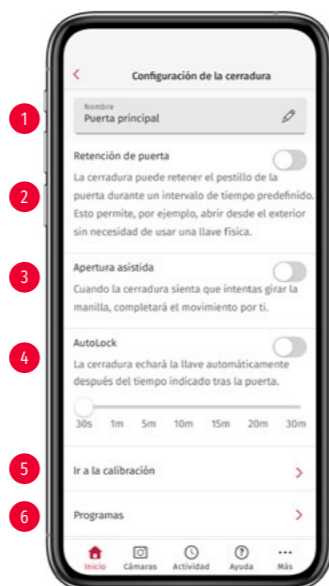 Configuración de la cerradura
1
Nombre
Puerta principal
Retención de puerta
2
La cerradura puede retener el pestillo de la
puerta durante un intervalo de tiempo predefinido.
Esto permite, por ejemplo, abrir desde el exterior
sin necesidad de usar una llave física.
3
Apertura asistida
Cuando la cerradura sienta que intentas girar la
manilla, completará el movimiento por ti.
4
AutoLock
La cerradura echará la llave automáticamente
después del tiempo indicado tras la puerta.
30s 1m 5m 10m 15m 20m 30m
5
Ir a la calibración
6
Programas
Inicio Cámaras Actividad Ayuda Más